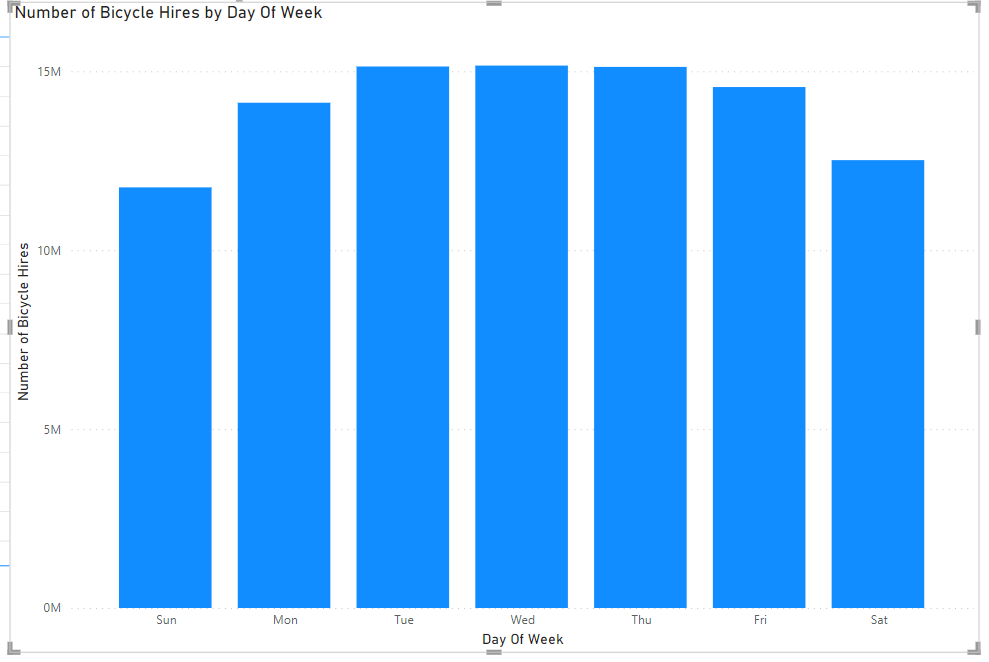 Number of Bicycle Hires by Day Of Week
15M
10M
5M
0M
Number of Bicycle Hires
Sun Mon Tue Wed Thu Fri Sat
Day Of Week